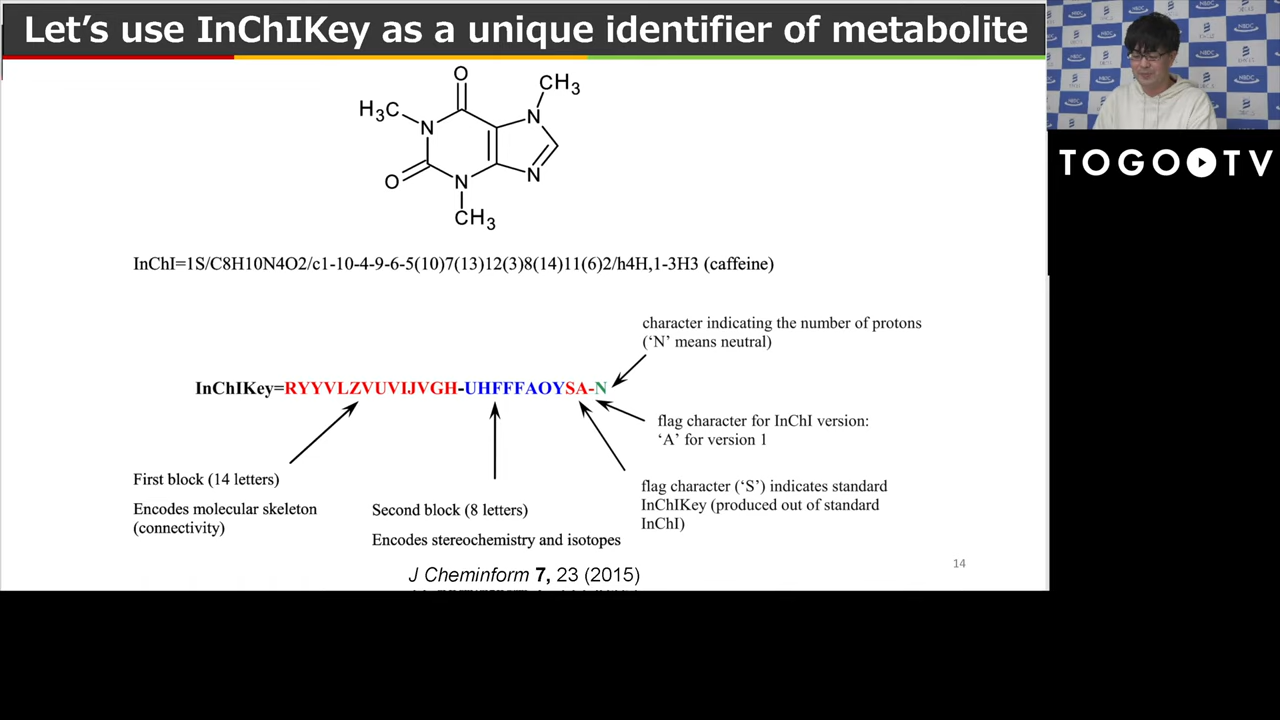 Let’s use InChIKey as a unique identifier of metabolite
NBDC
TOGO TV
O
CH3
H3C
N
N
O
N
N
CH3
InChI=1S/C8H10N4O2/c1-10-4-9-6-5(10)7(13)12(3)8(14)11(6)2/h4H,1-3H3 (caffeine)
character indicating the number of protons
(‘N’ means neutral)
InChIKey=RYYVLZVUVIJVGH-UHFFFAOYSA-N
flag character for InChI version:
‘A’ for version 1
First block (14 letters)
Encodes molecular skeleton
(connectivity)
Second block (8 letters)
Encodes stereochemistry and isotopes
flag character (‘S’) indicates standard
InChIKey (produced out of standard
InChI)
J Cheminform 7, 23 (2015)
14